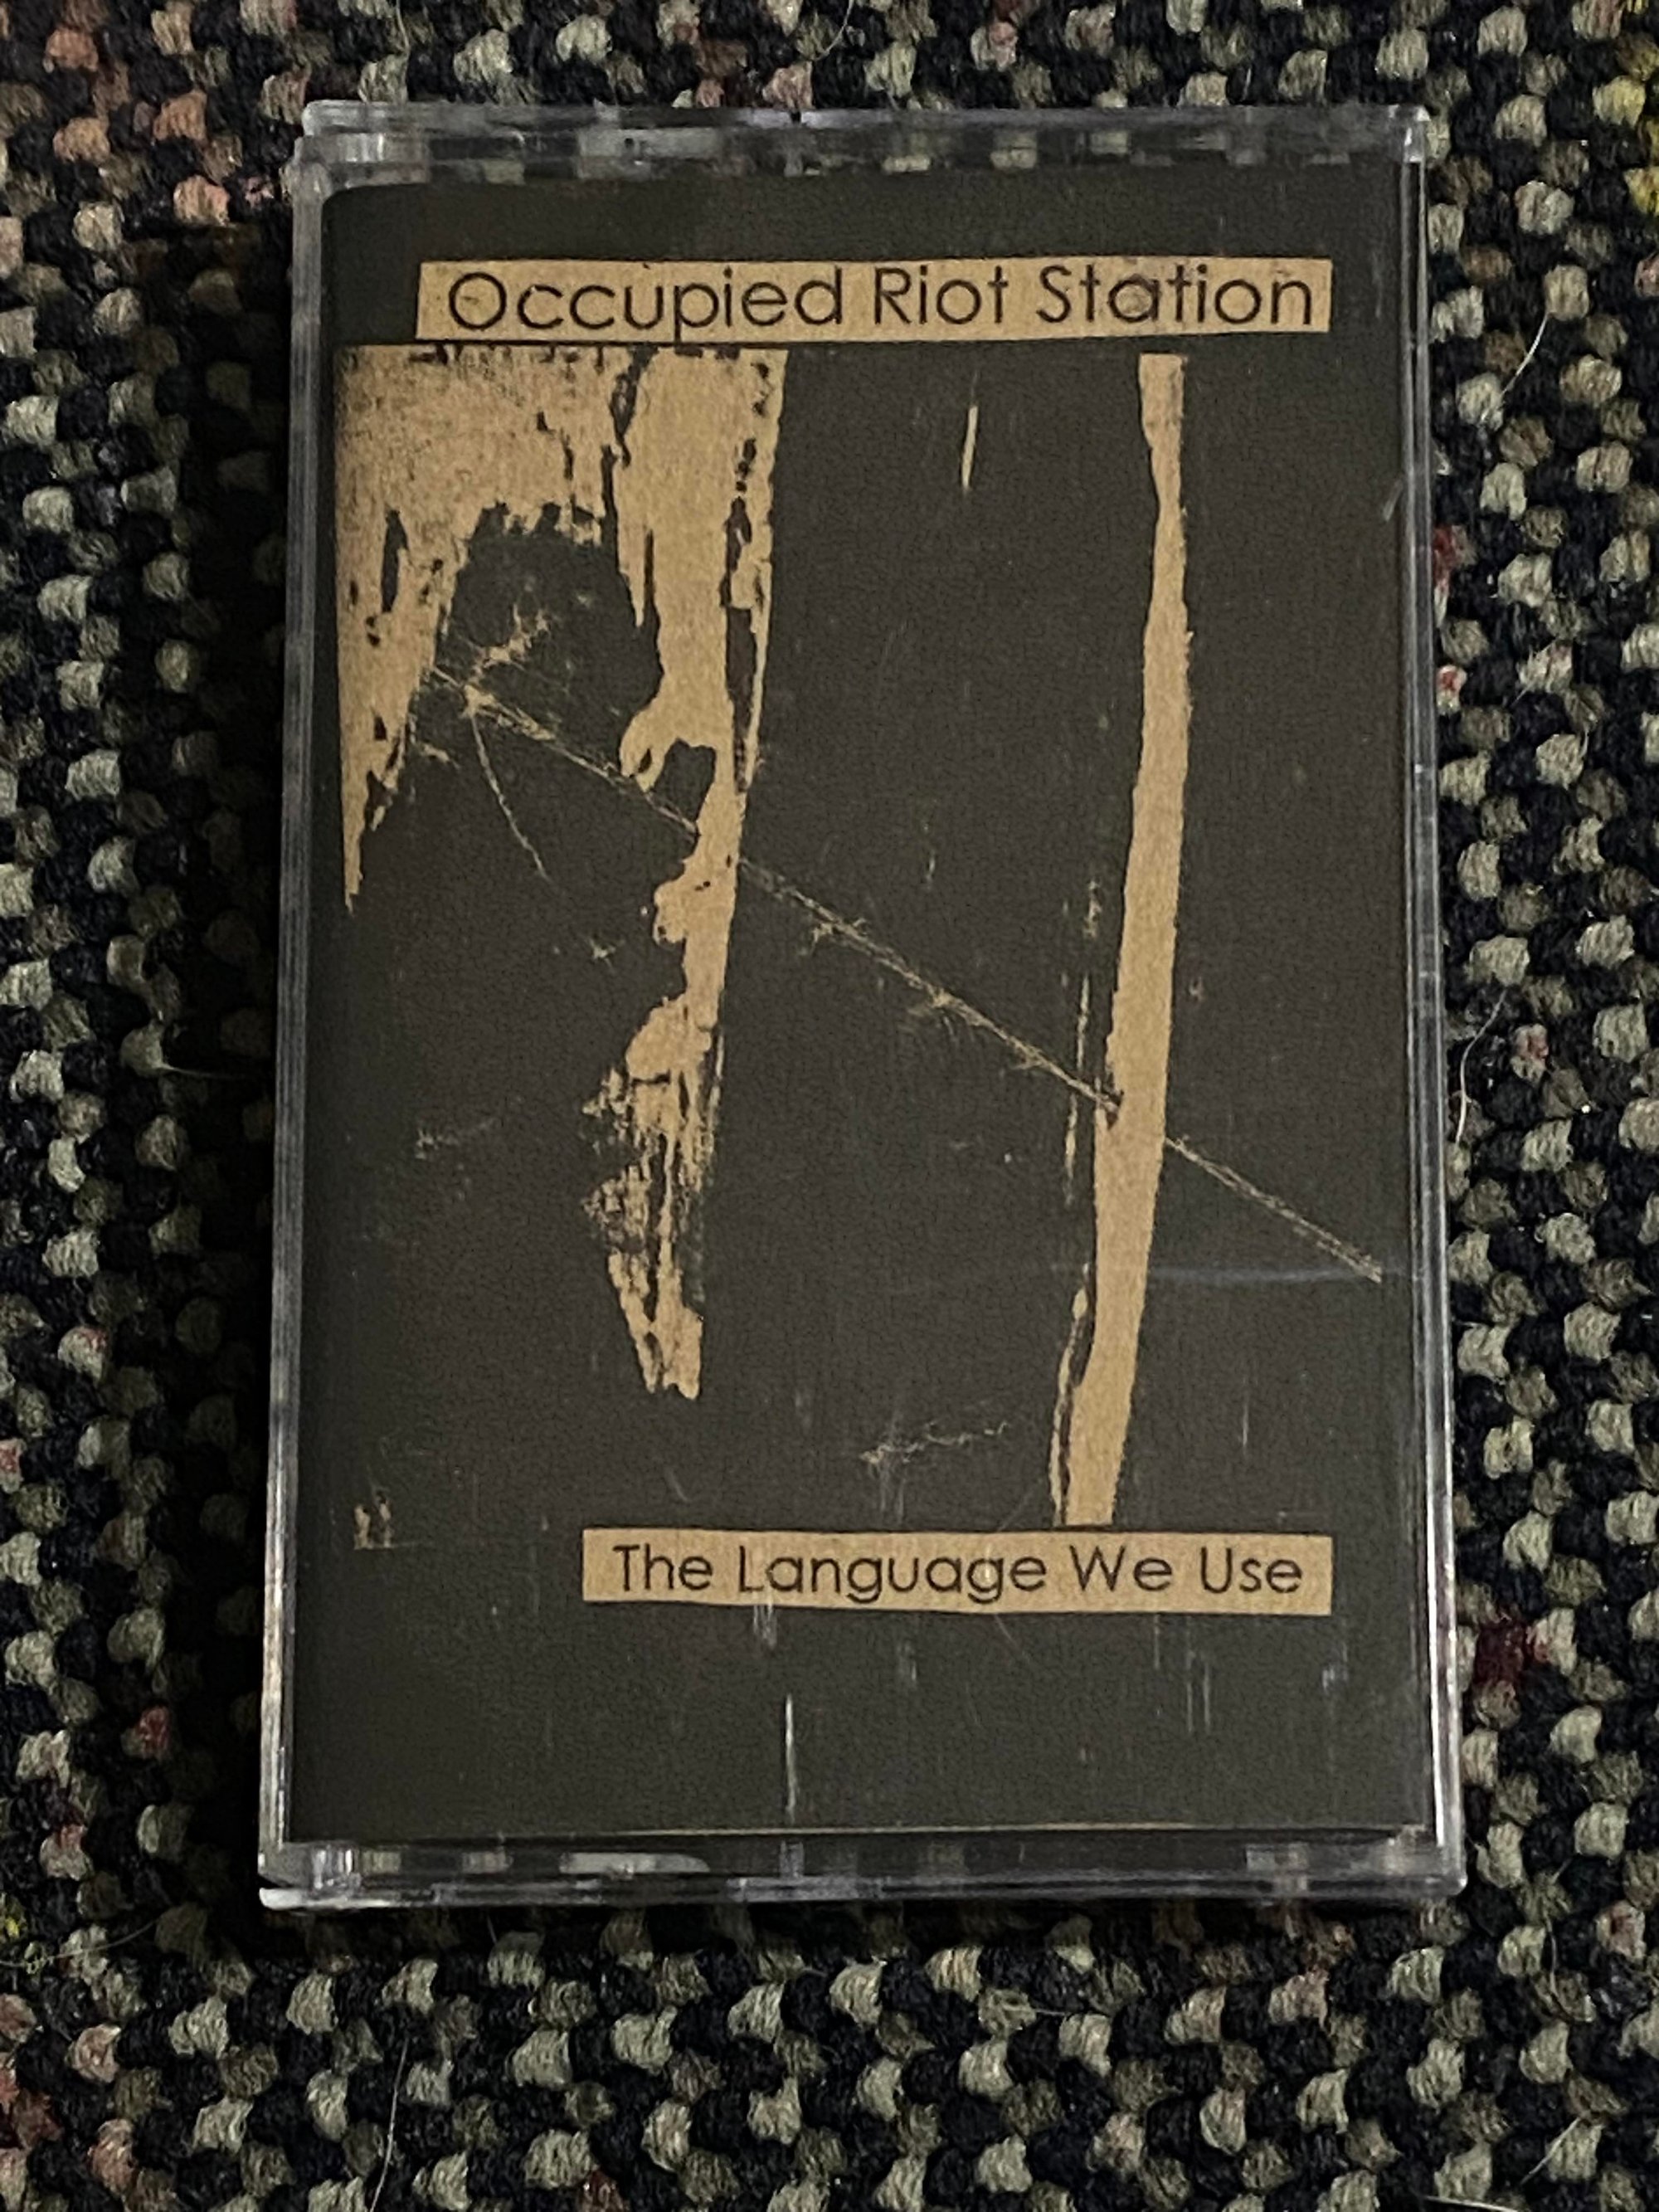 Occupied Riot Station
The Language We Use